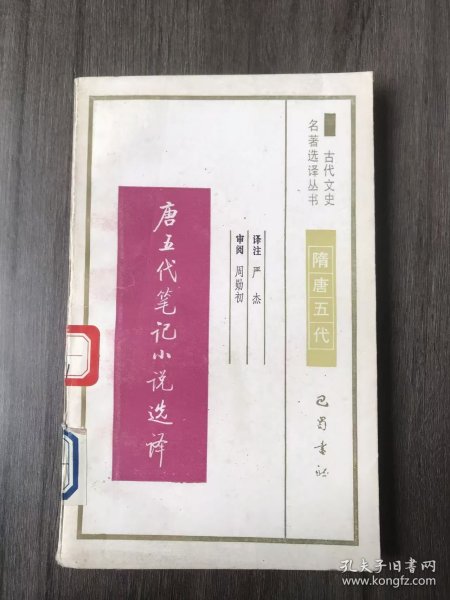 古代文史
名著选译丛书
隋唐五代
巴蜀书社
译注 严杰
审阅 周勋初
唐五代笔记小说选译
孔夫子旧书网
www.kongfz.com